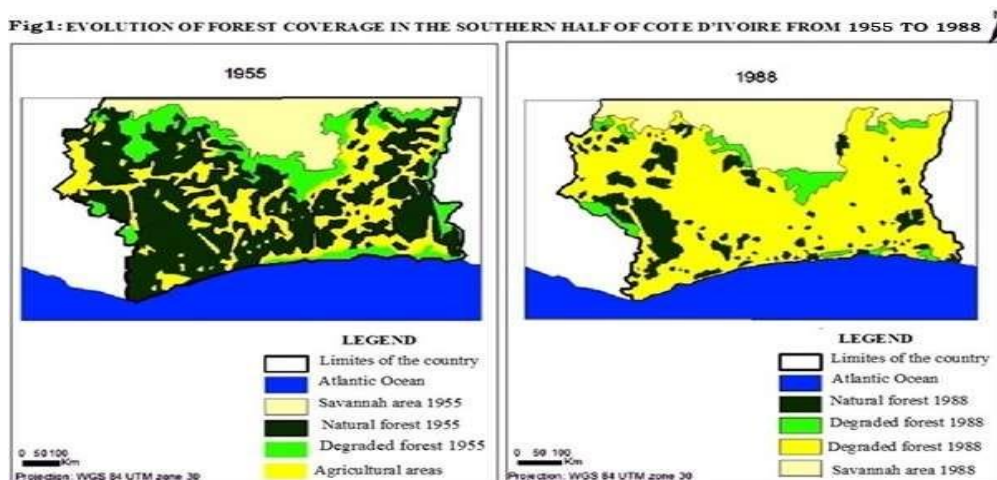 Fig1: EVOLUTION OF FOREST COVERAGE IN THE SOUTHERN HALF OF COTE D'IVOIRE FROM 1955 TO 1988
1955
LEGEND
Limites of the country
Atlantic Ocean
Savannah area 1955
Natural forest 1955
Degraded forest 1955
Agricultural areas
0 50 100
Km
Projection: WGS 84 UTM zone 30
1988
LEGEND
Limites of the country
Atlantic Ocean
Natural forest 1988
Degraded forest 1988
Degraded forest 1988
Savannah area 1988
0 50 100
Km
Projection: WGS 84 UTM zone 30